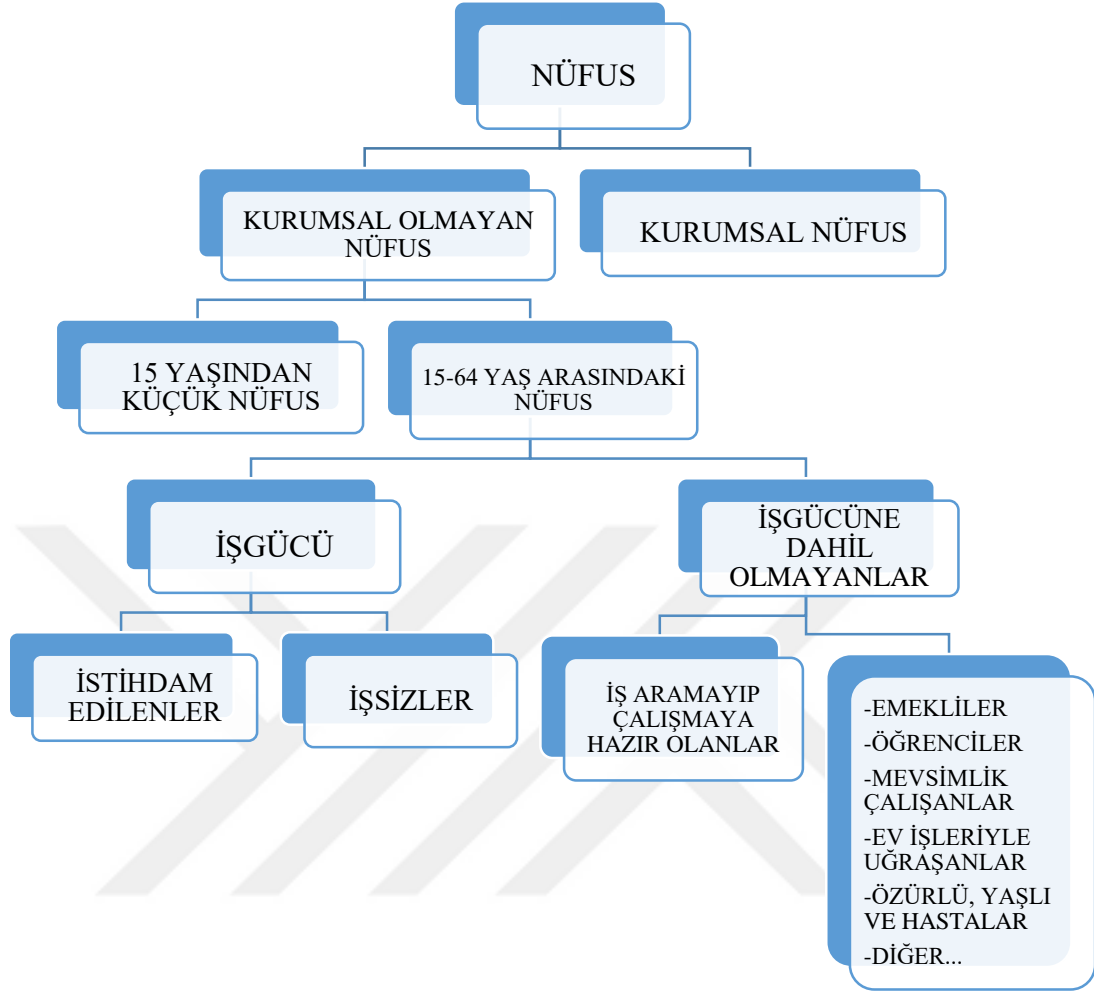 NÜFUS
KURUMSAL OLMAYAN
NÜFUS
KURUMSAL NÜFUS
15 YAŞINDAN
KÜÇÜK NÜFUS
15-64 YAŞ ARASINDAKİ
NÜFUS
İŞGÜCÜ
İŞGÜCÜNE
DAHİL
OLMAYANLAR
İSTİHDAM
EDİLENLER
İŞSİZLER
İŞ ARAMAYIP
ÇALIŞMAYA
HAZIR OLANLAR
-EMEKLİLER
-ÖĞRENCİLER
-MEVSİMLİK
ÇALIŞANLAR
-EV İŞLERİYLE
UĞRAŞANLAR
-ÖZÜRLÜ, YAŞLI
VE HASTALAR
-DİĞER...